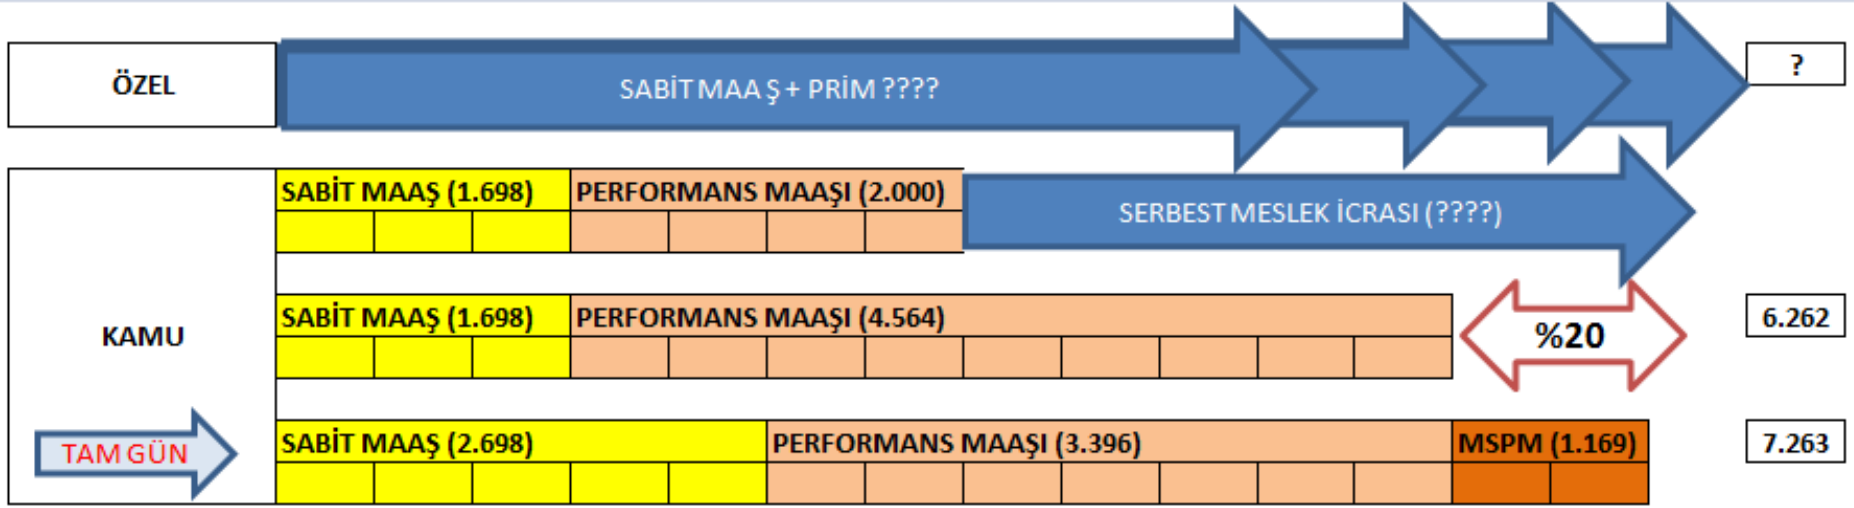 ÖZEL
SABİT MAAŞ + PRİM ????
?
KAMU
SABİT MAAŞ (1.698)
PERFORMANS MAAŞI (2.000)
SERBEST MESLEK İCRASI (????)
SABİT MAAŞ (1.698)
PERFORMANS MAAŞI (4.564)
%20
6.262
TAM GÜN
SABİT MAAŞ (2.698)
PERFORMANS MAAŞI (3.396)
MSPM (1.169)
7.263